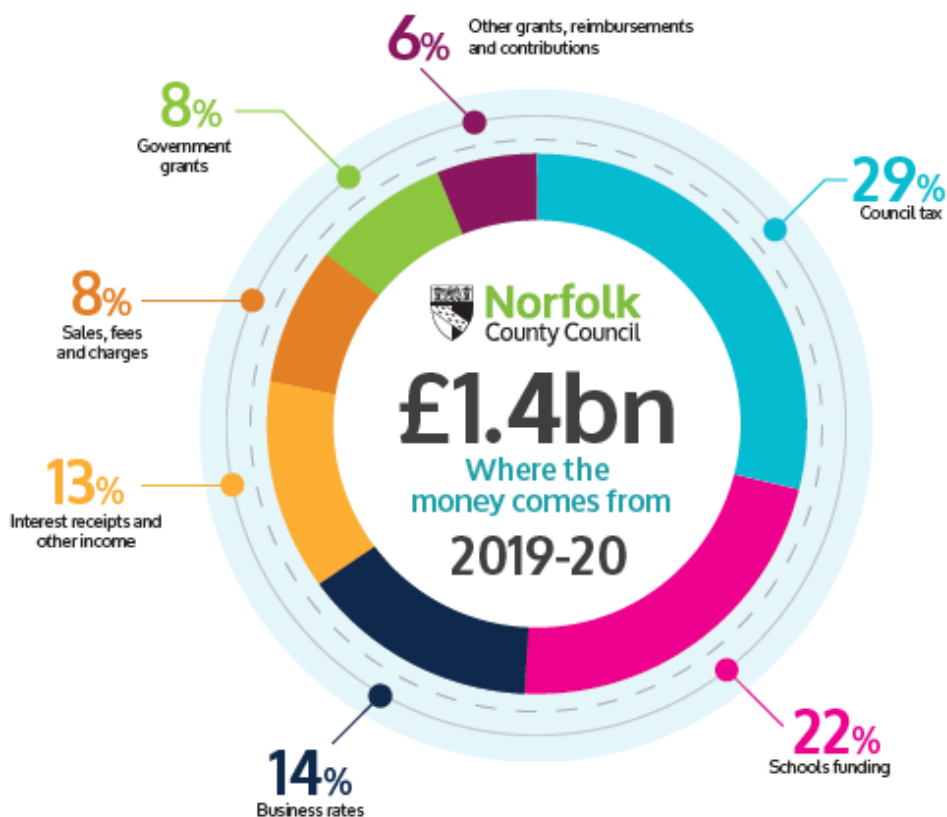 6%
Other grants, reimbursements
and contributions
8%
Government
grants
29%
Council tax
8%
Sales, fees
and charges
Norfolk
County Council
£1.4bn
Where the
money comes from
2019-20
13%
Interest receipts and
other income
22%
Schools funding
14%
Business rates